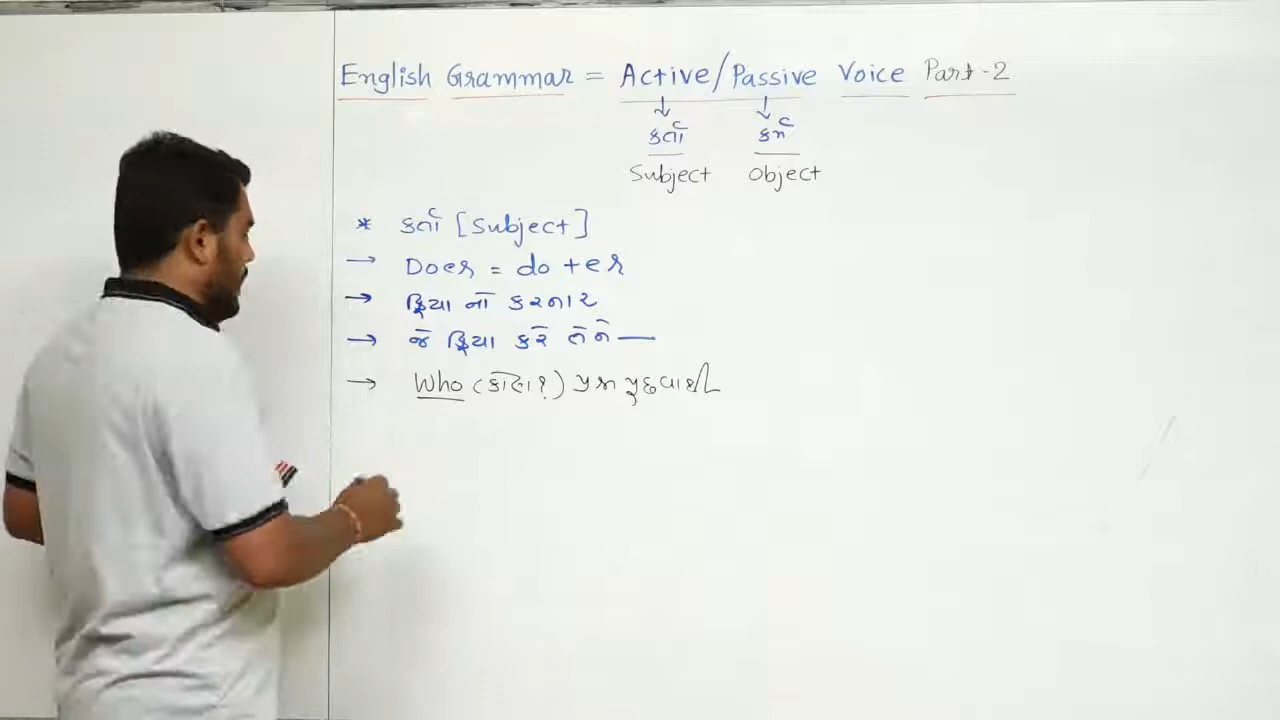 English Grammar = Active/Passive Voice Part-2
↓ ↓
કર્તા કર્મ
Subject Object
* કર્તા [Subject]
→ Doer = do + er
→ ક્રિયા નો કરનાર
→ જે ક્રિયા કરે તેને —
→ Who (કોણ?) પ્રશ્ન પુછવાથી